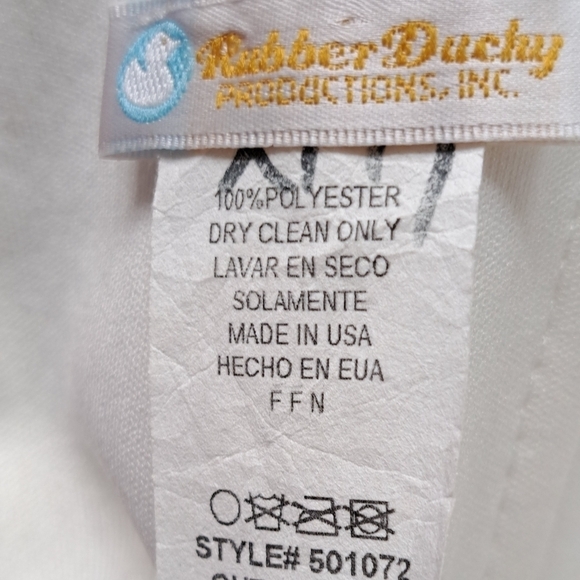 Rubber Ducky
PRODUCTIONS, INC.
100%POLYESTER
DRY CLEAN ONLY
LAVAR EN SECO
SOLAMENTE
MADE IN USA
HECHO EN EUA
F F N
STYLE# 501072